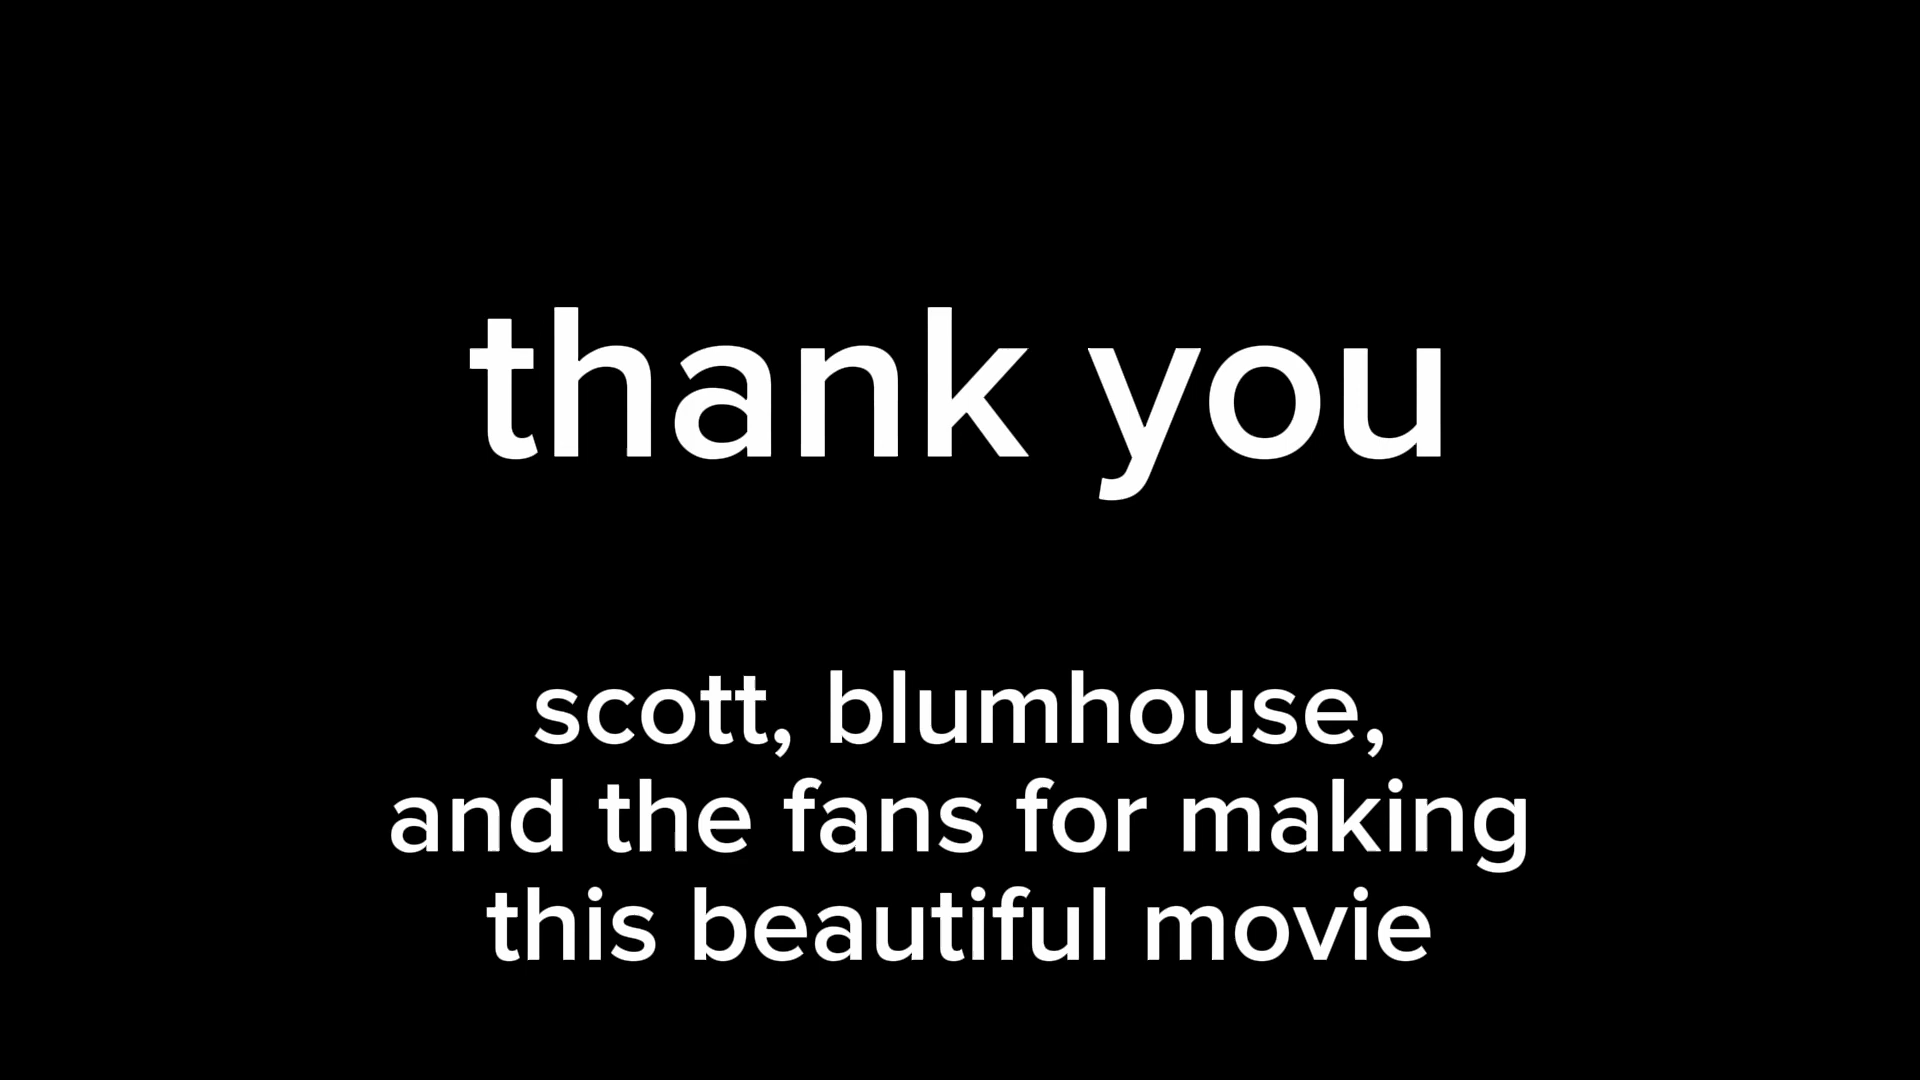 thank you
scott, blumhouse,
and the fans for making
this beautiful movie